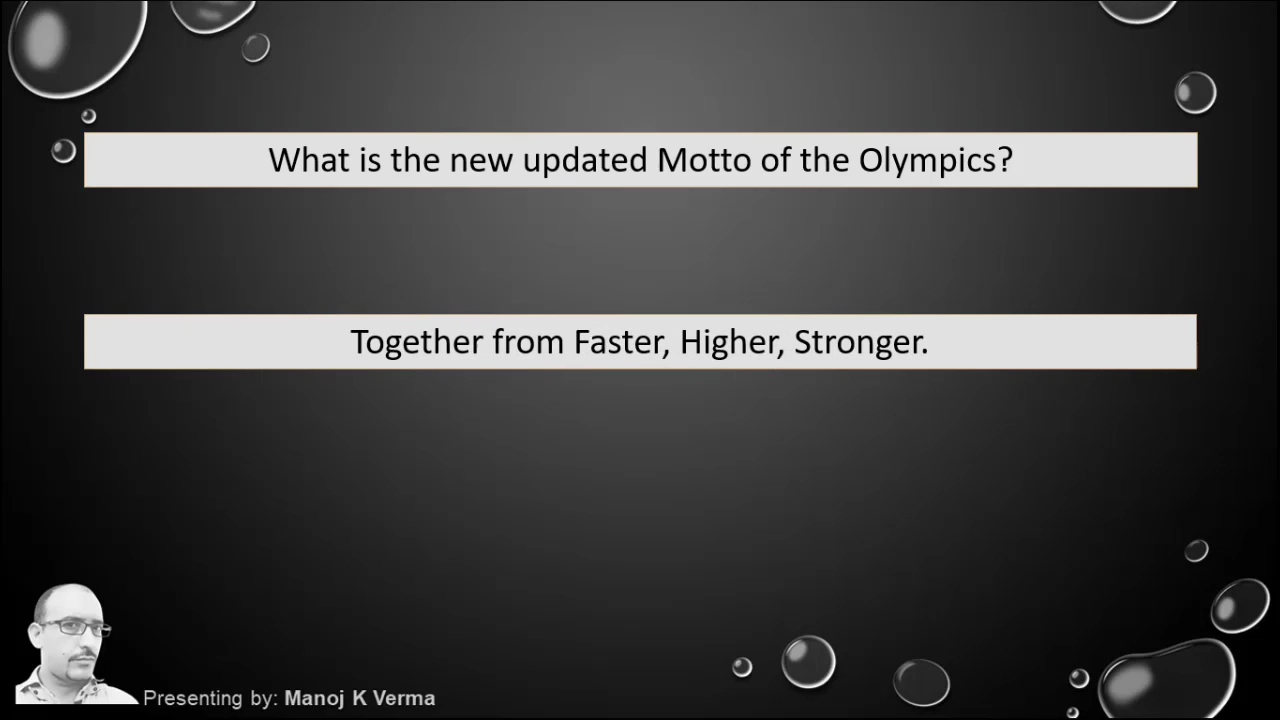 What is the new updated Motto of the Olympics?
Together from Faster, Higher, Stronger.
Presenting by: Manoj K Verma